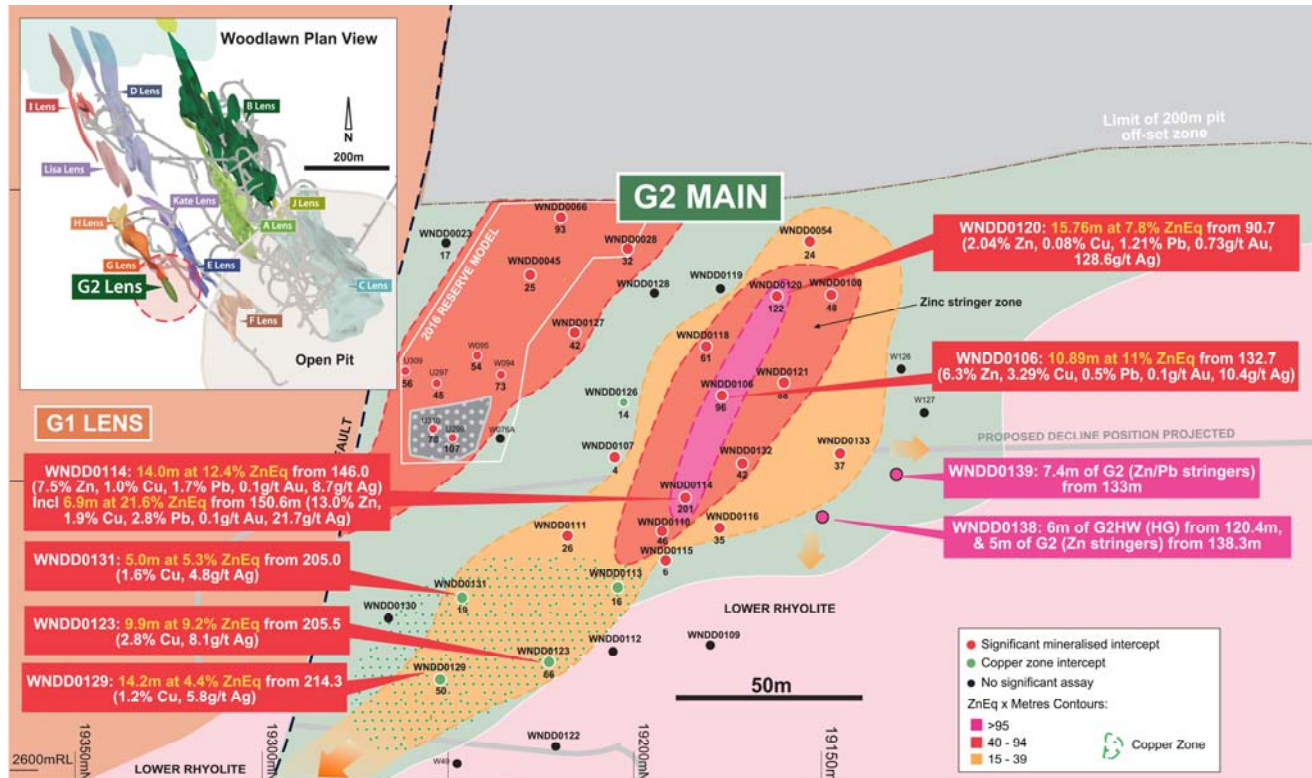 Woodlawn Plan View
D Lens
I Lens
B Lens
N
200m
Lisa Lens
Kate Lens
J Lens
H Lens
A Lens
G Lens
E Lens
G2 Lens
C Lens
F Lens
Open Pit
Limit of 200m pit
off-set zone
G2 MAIN
WNDD0066
93
WNDD0023
17
WNDD0028
32
WNDD0045
25
WNDD0128
WNDD0119
WNDD0054
24
WNDD0120
122
WNDD0100
48
WNDD0120: 15.76m at 7.8% ZnEq from 90.7
(2.04% Zn, 0.08% Cu, 1.21% Pb, 0.73g/t Au,
128.6g/t Ag)
Zinc stringer zone
2016 RESERVE MODEL
WNDD0127
42
WNDD0118
61
W095
54
U309
56
U297
45
W094
73
WNDD0106
96
WNDD0121
WNDD0106: 10.89m at 11% ZnEq from 132.7
(6.3% Zn, 3.29% Cu, 0.5% Pb, 0.1g/t Au, 10.4g/t Ag)
W126
W127
WNDD0126
14
70
U296
107
W078A
G1 LENS
FAULT
WNDD0107
4
WNDD0132
42
WNDD0133
37
PROPOSED DECLINE POSITION PROJECTED
WNDD0114: 14.0m at 12.4% ZnEq from 146.0
(7.5% Zn, 1.0% Cu, 1.7% Pb, 0.1g/t Au, 8.7g/t Ag)
Incl 6.9m at 21.6% ZnEq from 150.6m (13.0% Zn,
1.9% Cu, 2.8% Pb, 0.1g/t Au, 21.7g/t Ag)
WNDD0139: 7.4m of G2 (Zn/Pb stringers)
from 133m
WNDD0114
201
WNDD0138: 6m of G2HW (HG) from 120.4m,
& 5m of G2 (Zn stringers) from 138.3m
WNDD0111
26
WNDD0110
46
WNDD0116
35
WNDD0115
6
WNDD0131: 5.0m at 5.3% ZnEq from 205.0
(1.6% Cu, 4.8g/t Ag)
WNDD0131
19
WNDD0113
16
WNDD0130
LOWER RHYOLITE
WNDD0123: 9.9m at 9.2% ZnEq from 205.5
(2.8% Cu, 8.1g/t Ag)
WNDD0112
WNDD0109
WNDD0123
WNDD0129: 14.2m at 4.4% ZnEq from 214.3
(1.2% Cu, 5.8g/t Ag)
WNDD0129
50
50m
Significant mineralised intercept
Copper zone intercept
No significant assay
ZnEq x Metres Contours:
>95
40 - 94
15 - 39
Copper Zone
WNDD0122
W49
2600mRL
LOWER RHYOLITE
19350mN
19300mN
19200mN
19150mN